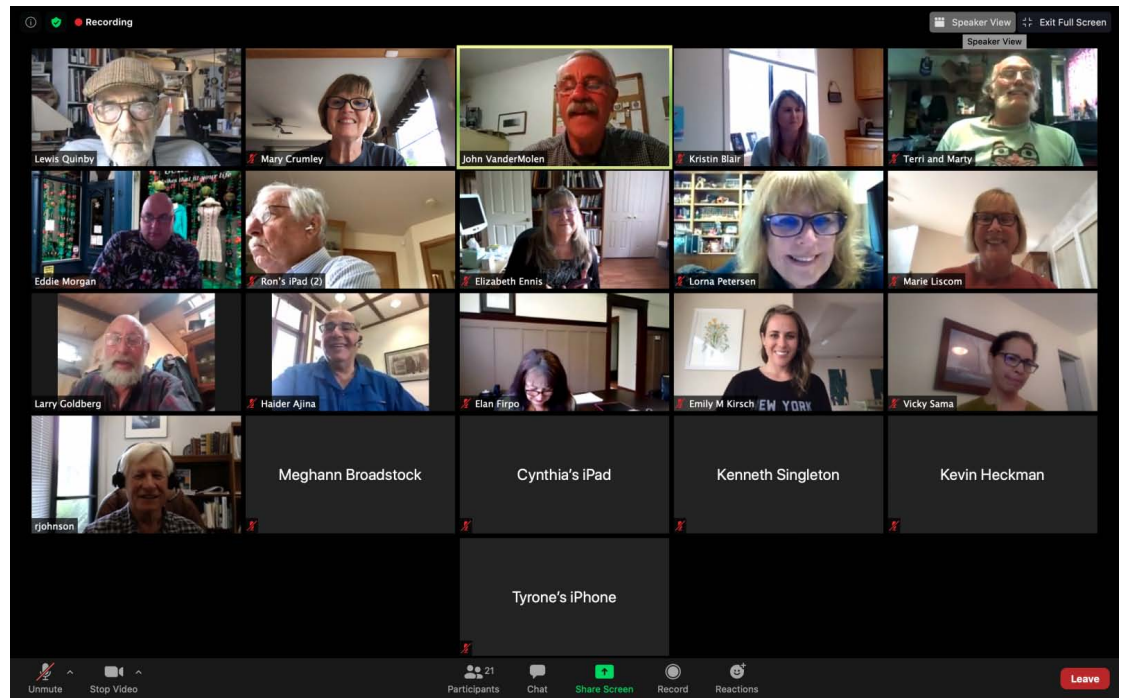 Recording
Speaker View
Exit Full Screen
Speaker View
Lewis Quinby
Mary Crumley
John VanderMolen
Kristin Blair
Terri and Marty
Eddie Morgan
Ron's iPad (2)
Elizabeth Ennis
Lorna Petersen
Marie Liscom
Larry Goldberg
Haider Ajina
Elan Firpo
Emily M Kirsch
NEW YORK
Vicky Sama
rjohnson
Meghann Broadstock
Cynthia's iPad
Kenneth Singleton
Kevin Heckman
Tyrone's iPhone
Unmute
Stop Video
21
Participants
Chat
Share Screen
Record
Reactions
Leave